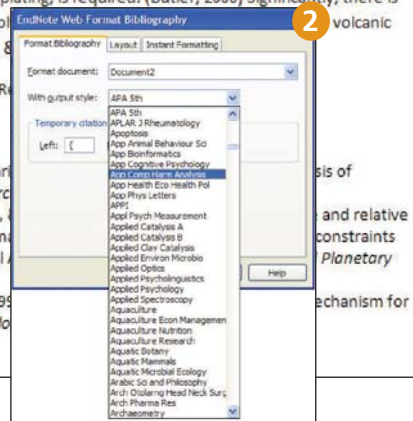 plating, is required. (Butler, 2000) Significantly, there is
volcanic
EndNote Web Format Bibliography
2
Format Bibliography Layout Instant Formatting
Format document: Document2
With output style: APA 5th
Temporary citation
Left: {
APA 5th
APLAR J Rheumatology
Apoptosis
App Animal Behaviour Sci
App Bioinformatics
App Cognitive Psychology
App Comp Harm Analysis
App Health Eco Health Pol
App Phys Letters
APPI
Appl Psych Measurement
Applied Catalysis A
Applied Catalysis B
Applied Clay Catalysis
Applied Environ Microbio
Applied Optics
Applied Psycholinguistics
Applied Psychology
Applied Spectroscopy
Aquaculture
Aquaculture Econ Managemen
Aquaculture Nutrition
Aquaculture Research
Aquatic Botany
Aquatic Mammals
Aquatic Microbial Ecology
Arabic Sci and Philosophy
Arch Otolarng Head Neck Surg
Arch Pharma Res
Archaeometry
Help
sis of
and relative
constraints
Planetary
echanism for